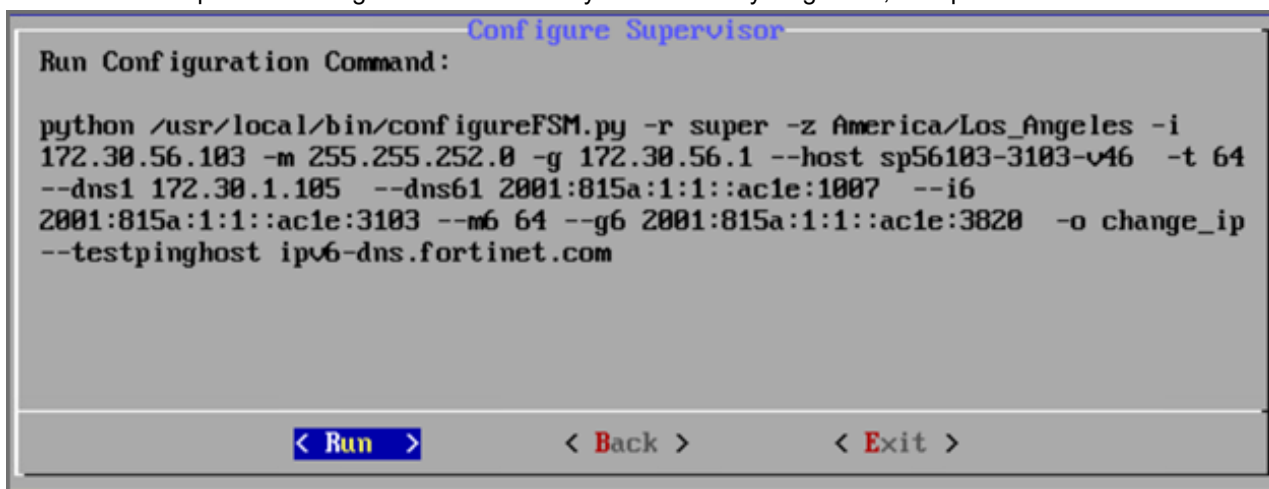 Configure Supervisor
Run Configuration Command:
python /usr/local/bin/configureFSM.py -r super -z America/Los_Angeles -i
172.30.56.103 -m 255.255.252.0 -g 172.30.56.1 --host sp56103-3103-v46 -t 64
--dns1 172.30.1.105 --dns61 2001:815a:1:1::ac1e:1007 --i6
2001:815a:1:1::ac1e:3103 --m6 64 --g6 2001:815a:1:1::ac1e:3820 -o change_ip
--testpinghost ipv6-dns.fortinet.com
< Run > < Back > < Exit >